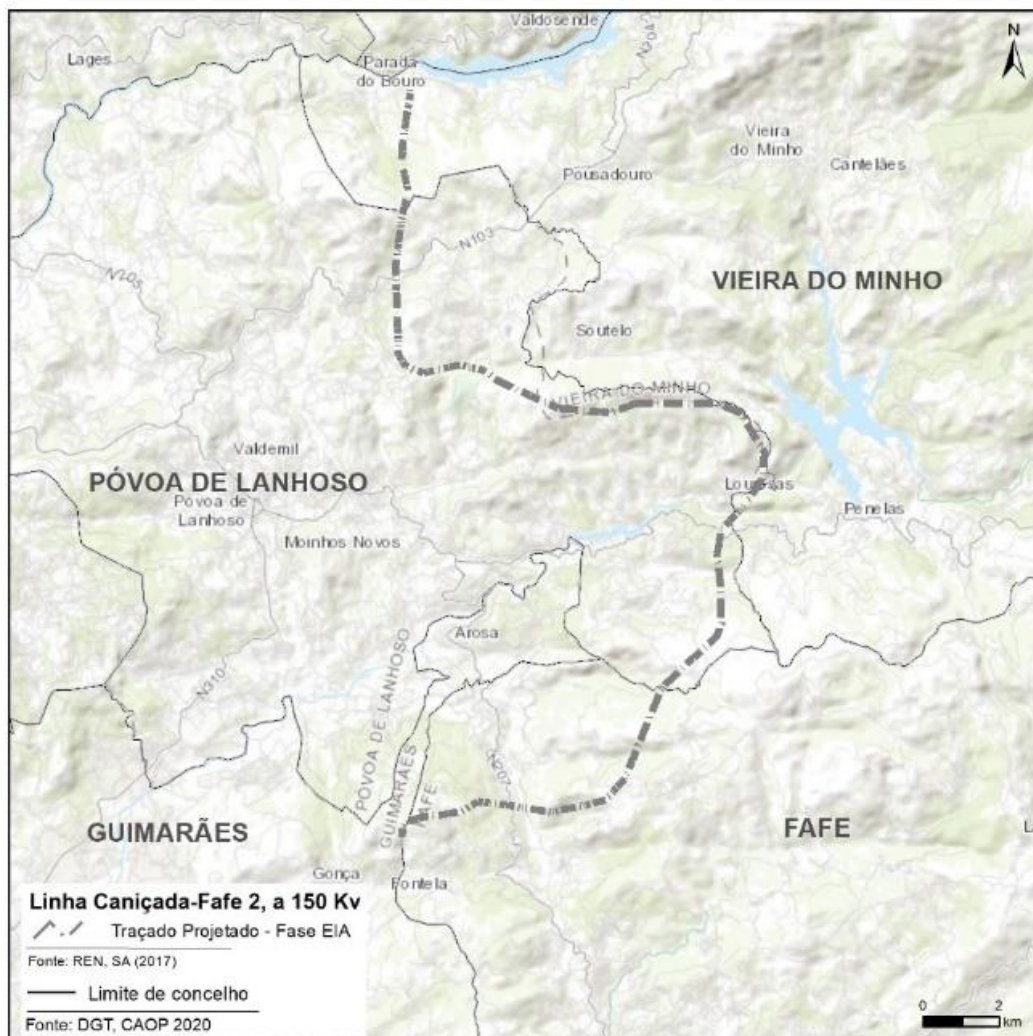 Valdosende
N
Lages
Parada
do Bouro
Vieira
do Minho
Cantelães
Pousadouro
N103
N205
VIEIRA DO MINHO
Soutelo
VIEIRA DO MINHO
Valdemil
PÓVOA DE LANHOSO
Póvoa de
Lanhoso
Penelas
Moinhos Novos
Arosa
N310
PÓVOA DE LANHOSO
GUIMARÃES
FAFE
N207
GUIMARÃES
FAFE
Gonça
Fontela
Linha Caniçada-Fafe 2, a 150 Kv
Traçado Projetado - Fase EIA
Fonte: REN, SA (2017)
Limite de concelho
Fonte: DGT, CAOP 2020
0 2
km